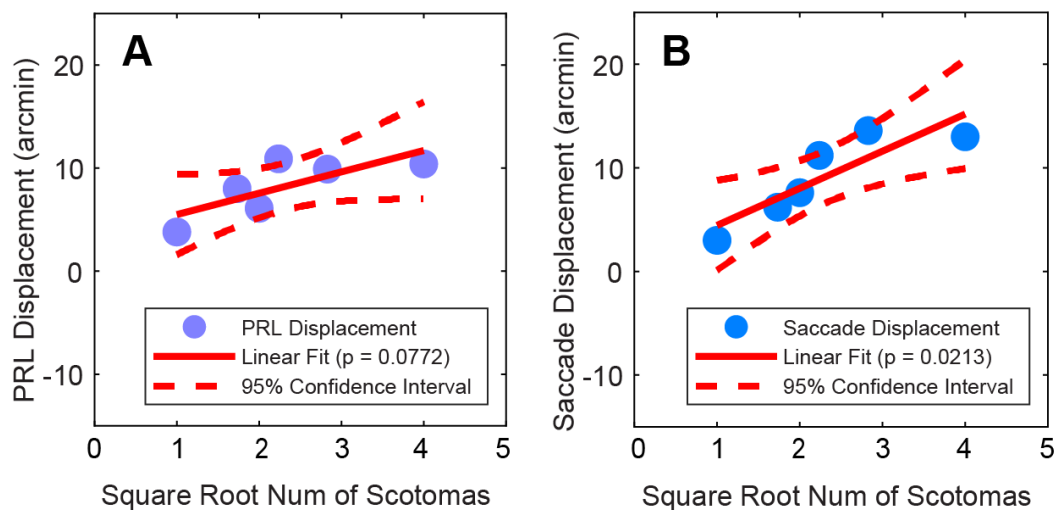 A
PRL Displacement (arcmin)
20
10
0
-10
PRL Displacement
Linear Fit (p = 0.0772)
95% Confidence Interval
0 1 2 3 4 5
Square Root Num of Scotomas
B
Saccade Displacement (arcmin)
20
10
0
-10
Saccade Displacement
Linear Fit (p = 0.0213)
95% Confidence Interval
0 1 2 3 4 5
Square Root Num of Scotomas